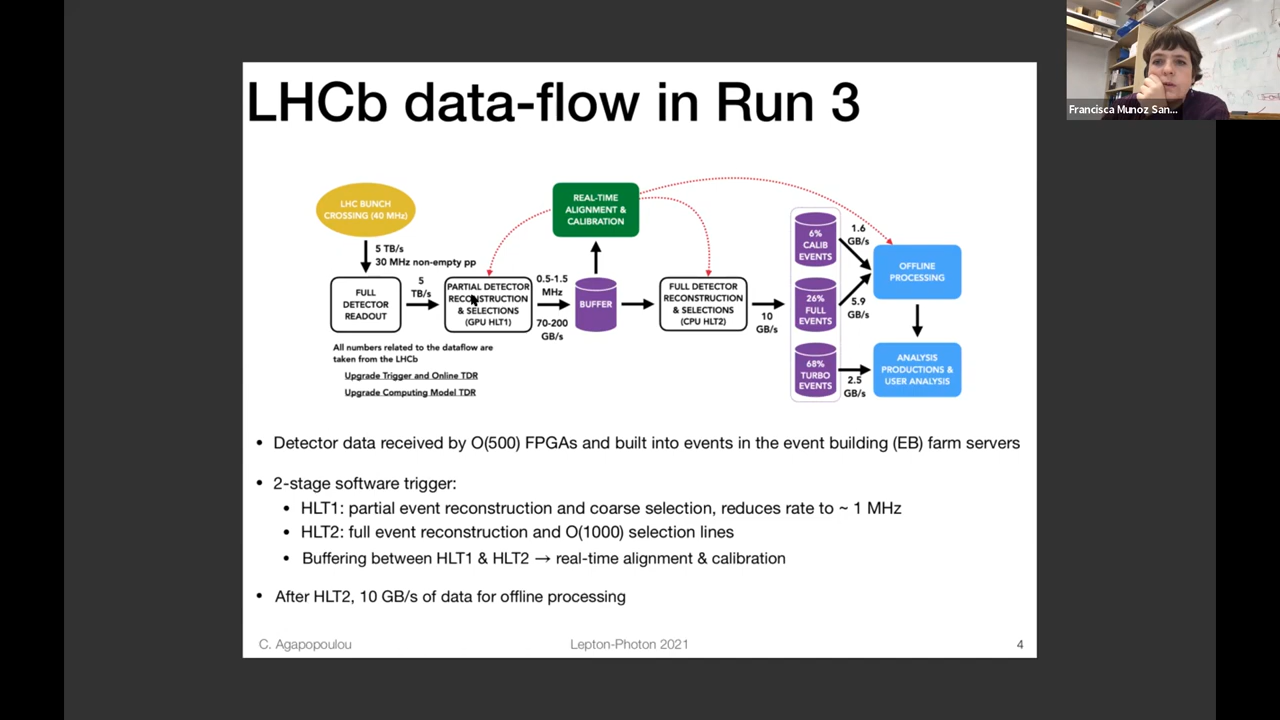 Francisca Munoz San...
LHCb data-flow in Run 3
LHC BUNCH
CROSSING (40 MHz)
5 TB/s
30 MHz non-empty pp
FULL
DETECTOR
READOUT
5
TB/s
PARTIAL DETECTOR
RECONSTRUCTION
& SELECTIONS
(GPU HLT1)
0.5-1.5
MHz
70-200
GB/s
REAL-TIME
ALIGNMENT &
CALIBRATION
BUFFER
FULL DETECTOR
RECONSTRUCTION
& SELECTIONS
(CPU HLT2)
10
GB/s
6%
CALIB
EVENTS
26%
FULL
EVENTS
68%
TURBO
EVENTS
1.6
GB/s
5.9
GB/s
2.5
GB/s
OFFLINE
PROCESSING
ANALYSIS
PRODUCTIONS &
USER ANALYSIS
All numbers related to the dataflow are
taken from the LHCb
Upgrade Trigger and Online TDR
Upgrade Computing Model TDR
• Detector data received by O(500) FPGAs and built into events in the event building (EB) farm servers
• 2-stage software trigger:
• HLT1: partial event reconstruction and coarse selection, reduces rate to ~ 1 MHz
• HLT2: full event reconstruction and O(1000) selection lines
• Buffering between HLT1 & HLT2 → real-time alignment & calibration
• After HLT2, 10 GB/s of data for offline processing
C. Agapopoulou
Lepton-Photon 2021
4